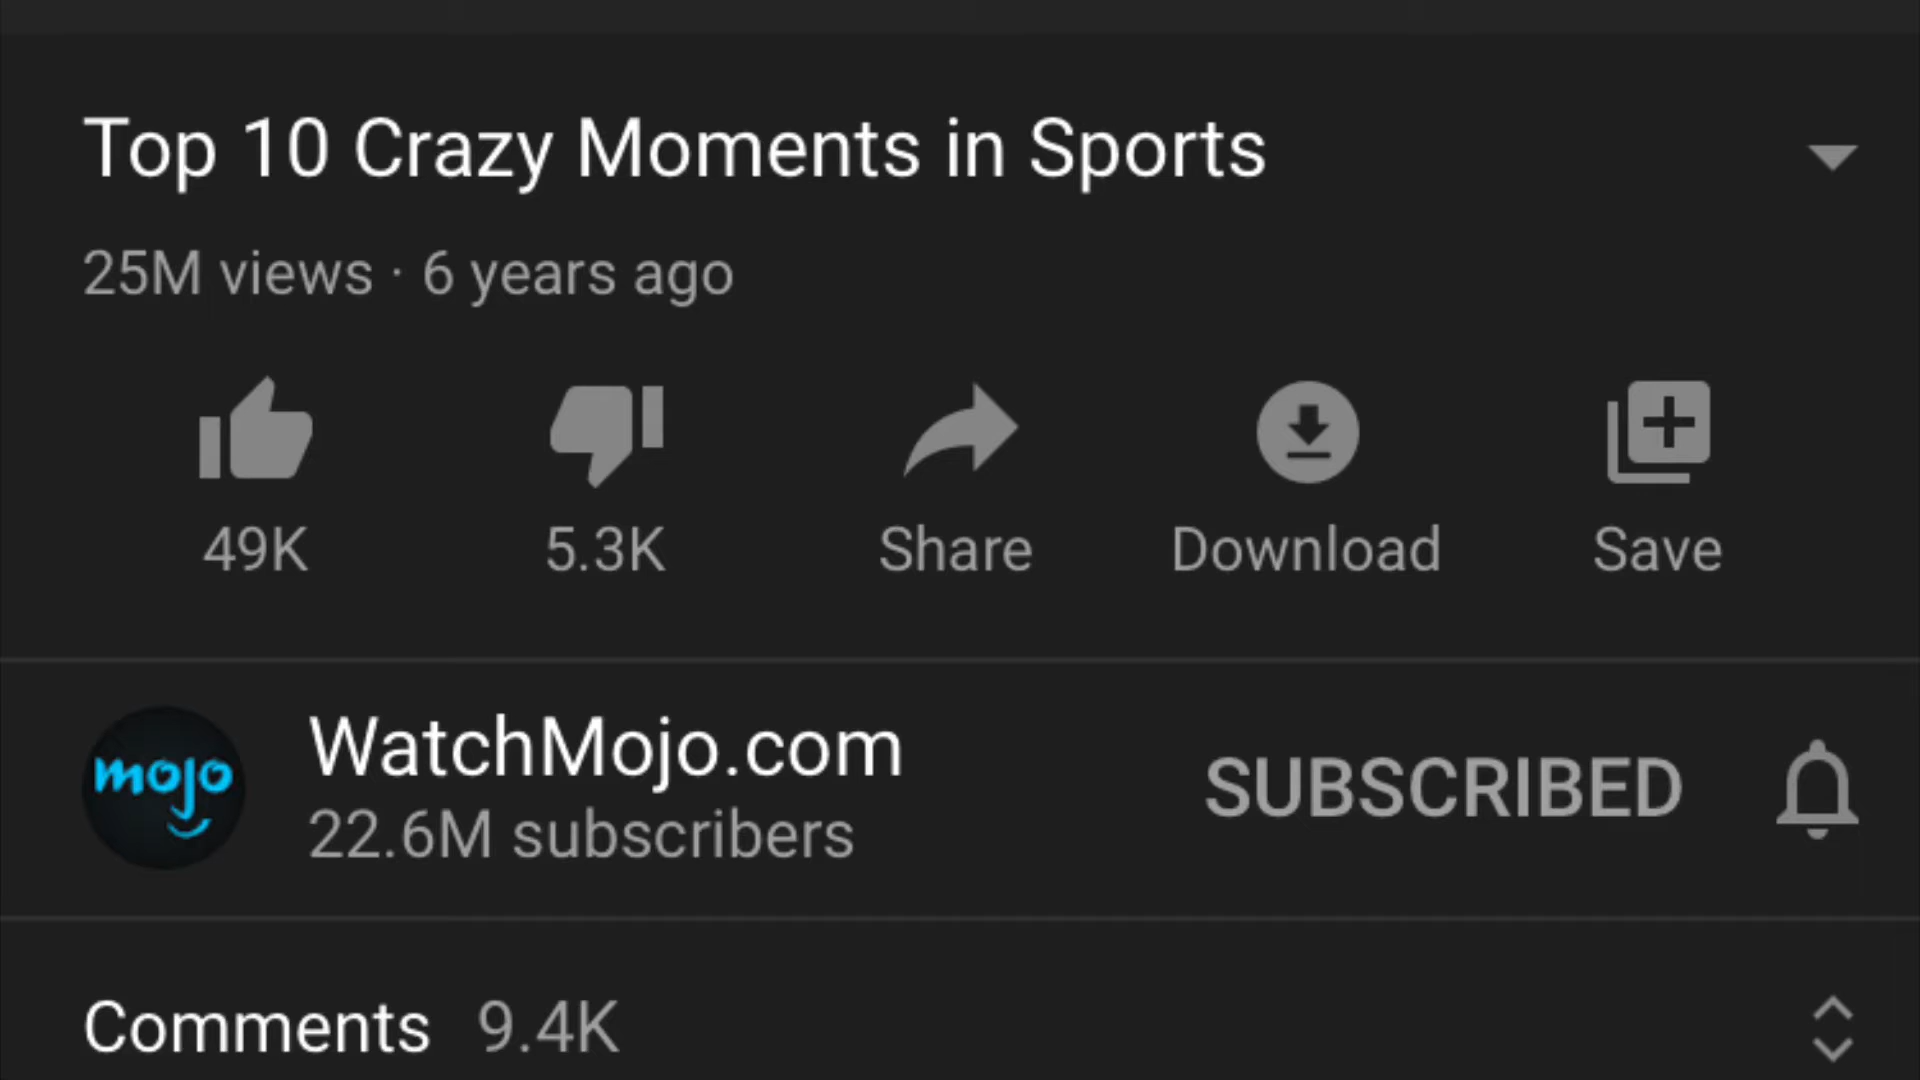 Top 10 Crazy Moments in Sports
25M views · 6 years ago
49K
5.3K
Share
Download
Save
mojo
WatchMojo.com
22.6M subscribers
SUBSCRIBED
Comments 9.4K